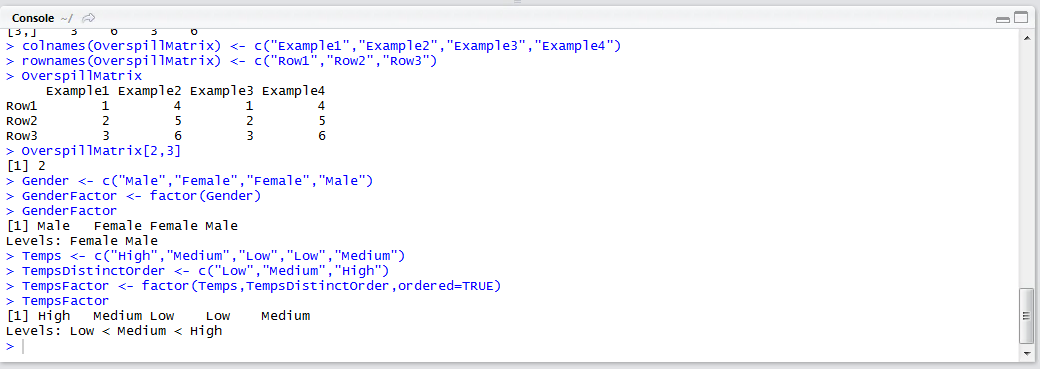 Console ~/
[3,]    3    6    3    6
> colnames(OverspillMatrix) <- c("Example1","Example2","Example3","Example4")
> rownames(OverspillMatrix) <- c("Row1","Row2","Row3")
> OverspillMatrix
     Example1 Example2 Example3 Example4
Row1        1        4        1        4
Row2        2        5        2        5
Row3        3        6        3        6
> OverspillMatrix[2,3]
[1] 2
> Gender <- c("Male","Female","Female","Male")
> GenderFactor <- factor(Gender)
> GenderFactor
[1] Male   Female Female Male
Levels: Female Male
> Temps <- c("High","Medium","Low","Low","Medium")
> TempsDistinctOrder <- c("Low","Medium","High")
> TempsFactor <- factor(Temps,TempsDistinctOrder,ordered=TRUE)
> TempsFactor
[1] High   Medium Low    Low    Medium
Levels: Low < Medium < High
>